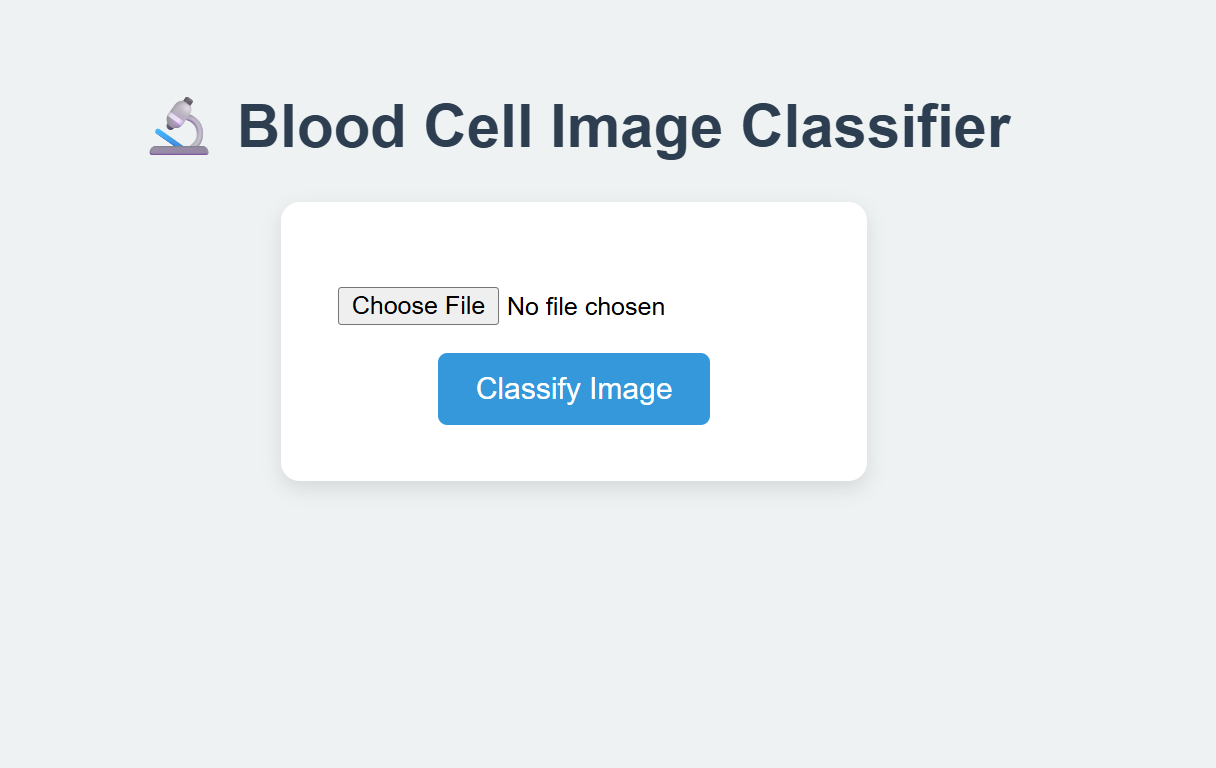 🔬 Blood Cell Image Classifier
Choose File No file chosen
Classify Image